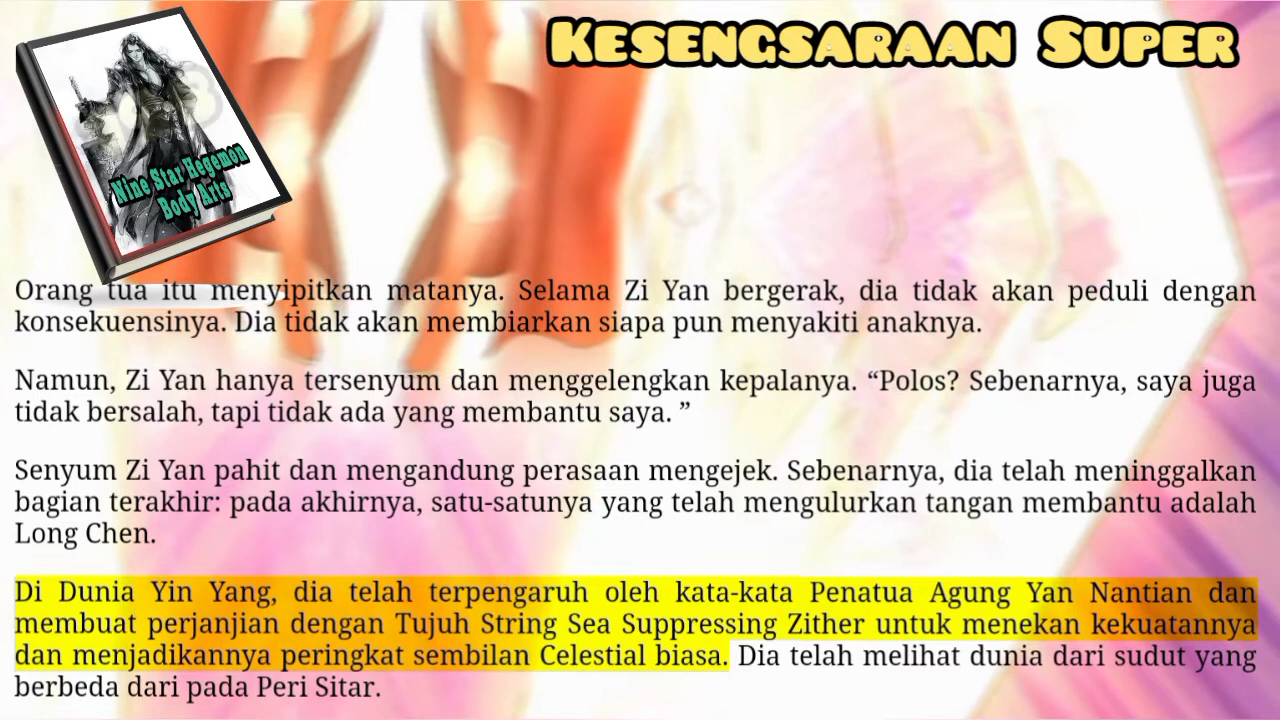 Kesengsaraan Super
Nine Star Hegemon
Body Arts
Orang tua itu menyipitkan matanya. Selama Zi Yan bergerak, dia tidak akan peduli dengan
konsekuensinya. Dia tidak akan membiarkan siapa pun menyakiti anaknya.
Namun, Zi Yan hanya tersenyum dan menggelengkan kepalanya. “Polos? Sebenarnya, saya juga
tidak bersalah, tapi tidak ada yang membantu saya. ”
Senyum Zi Yan pahit dan mengandung perasaan mengejek. Sebenarnya, dia telah meninggalkan
bagian terakhir: pada akhirnya, satu-satunya yang telah mengulurkan tangan membantu adalah
Long Chen.
Di Dunia Yin Yang, dia telah terpengaruh oleh kata-kata Penatua Agung Yan Nantian dan
membuat perjanjian dengan Tujuh String Sea Suppressing Zither untuk menekan kekuatannya
dan menjadikannya peringkat sembilan Celestial biasa. Dia telah melihat dunia dari sudut yang
berbeda dari pada Peri Sitar.